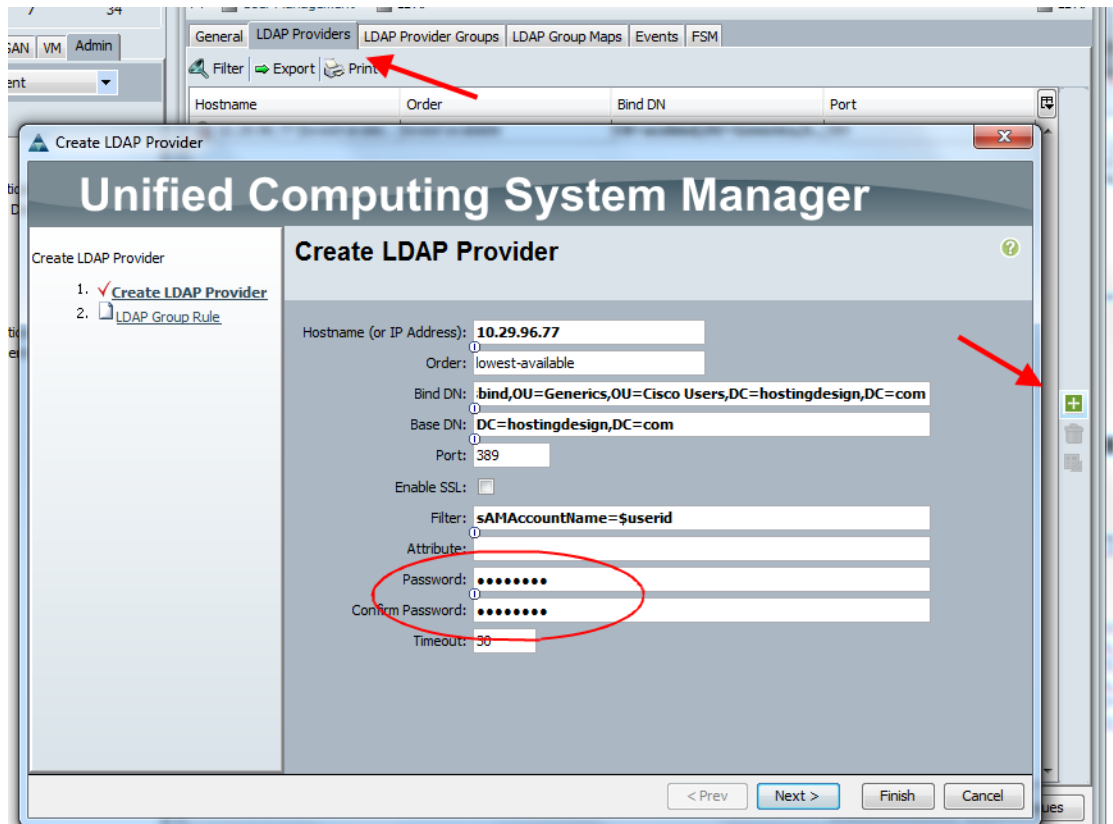 7 34
SAN VM Admin
General LDAP Providers LDAP Provider Groups LDAP Group Maps Events FSM
Filter Export Print
Hostname Order Bind DN Port
Create LDAP Provider
Unified Computing System Manager
Create LDAP Provider
1. Create LDAP Provider
2. LDAP Group Rule
Create LDAP Provider
Hostname (or IP Address): 10.29.96.77
Order: lowest-available
Bind DN: bind,OU=Generics,OU=Cisco Users,DC=hostingdesign,DC=com
Base DN: DC=hostingdesign,DC=com
Port: 389
Enable SSL:
Filter: sAMAccountName=$userid
Attribute:
Password: ••••••••
Confirm Password: ••••••••
Timeout: 30
< Prev Next > Finish Cancel